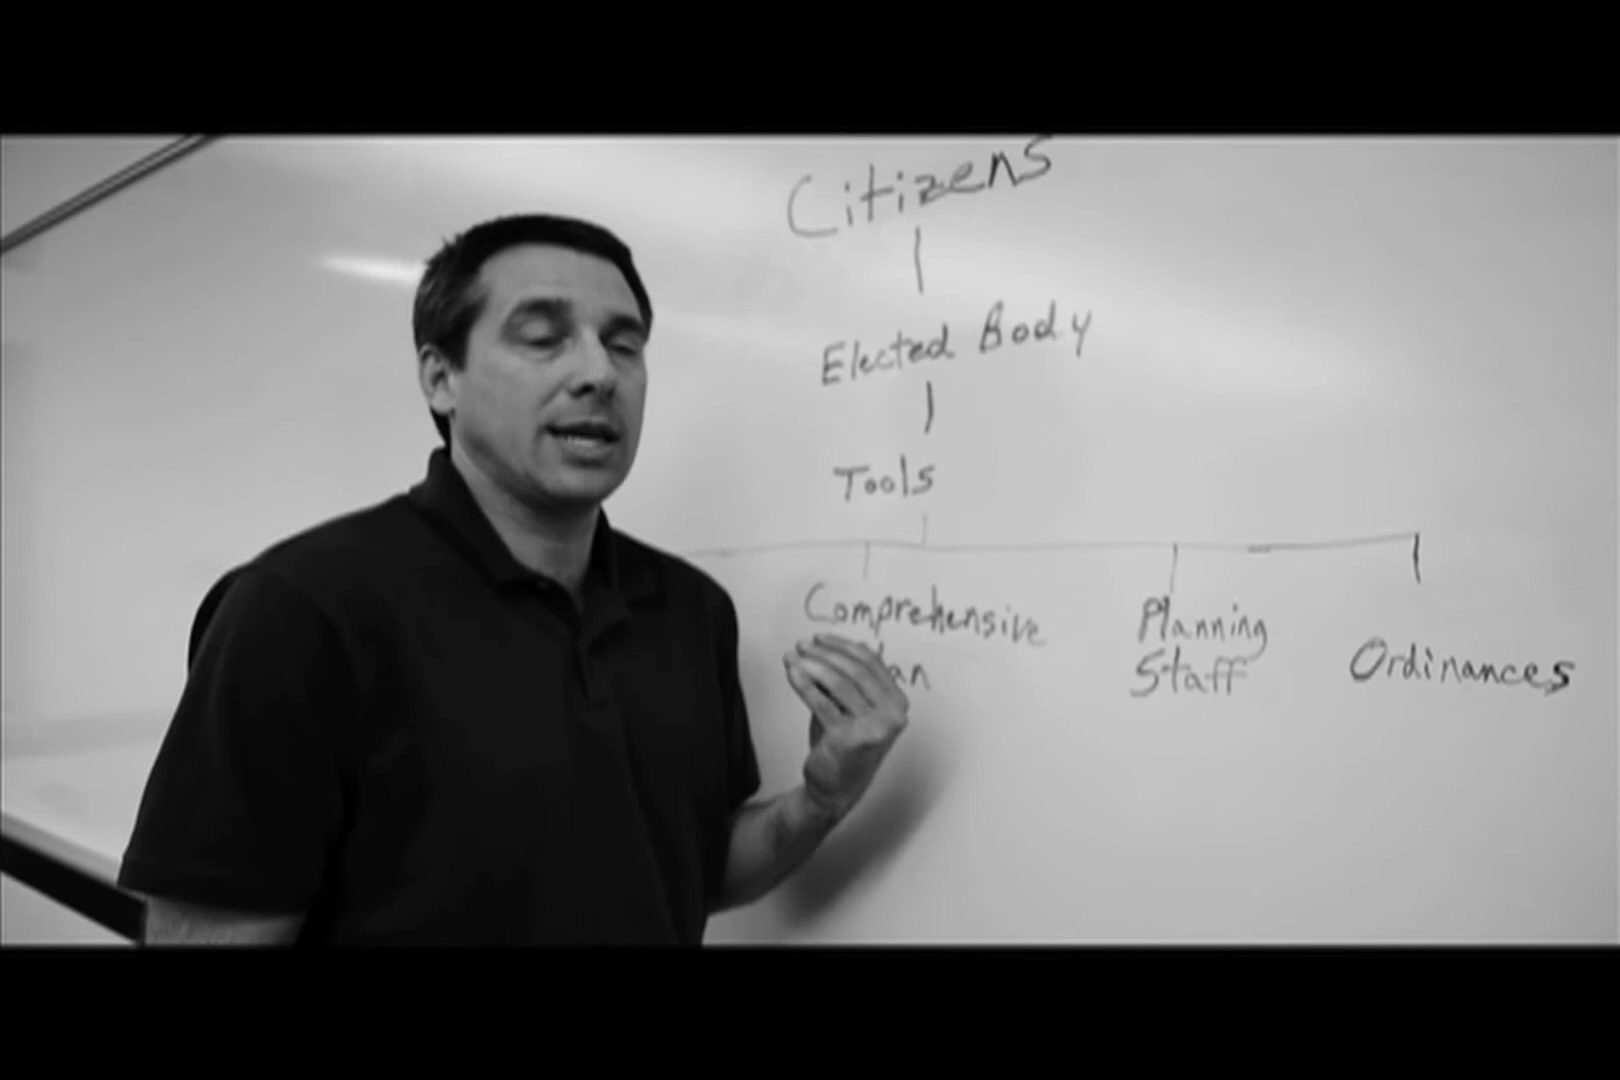 Citizens
Elected Body
Tools
Comprehensive
Planning
Staff
Ordinances